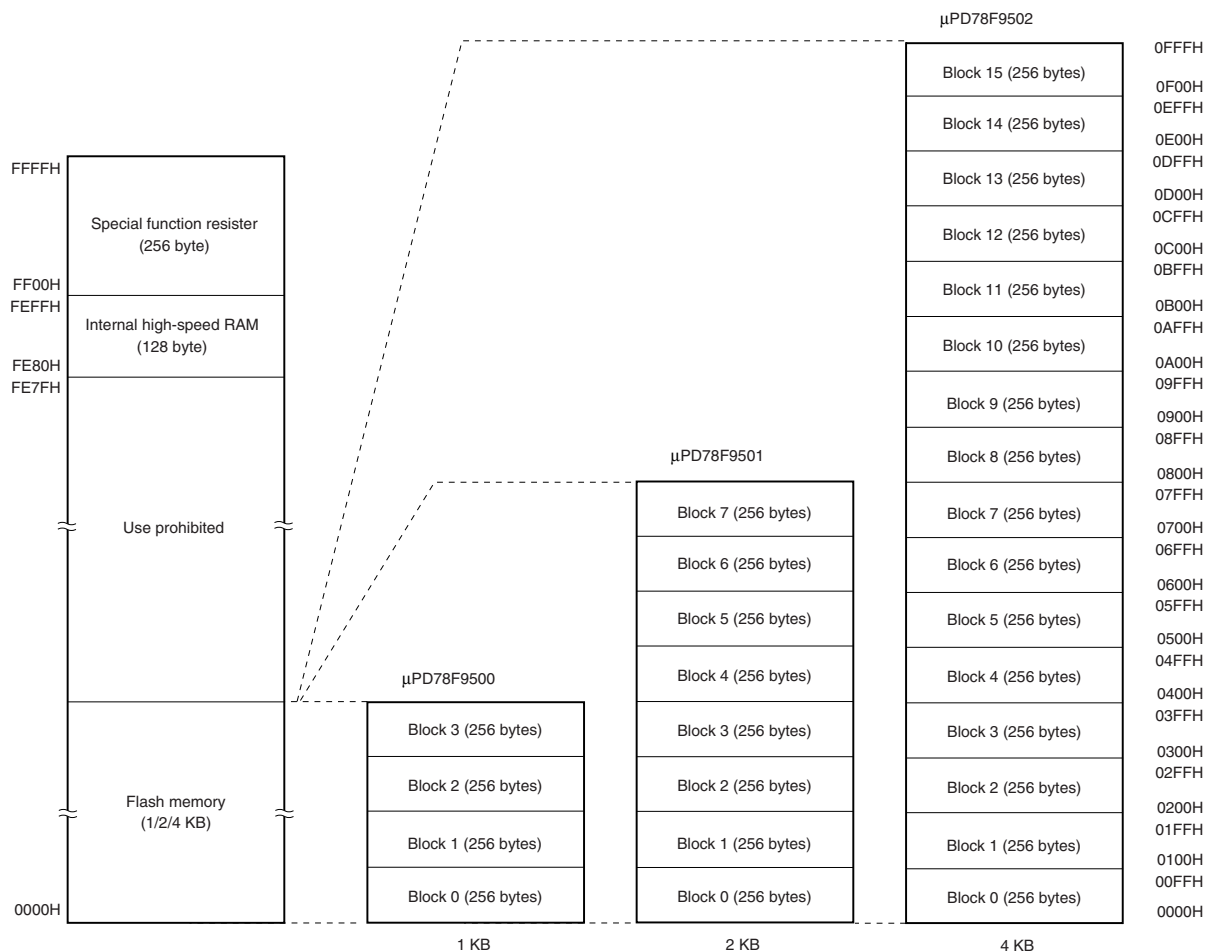 FFFFH
Special function resister
(256 byte)
FF00H
FEFFH
Internal high-speed RAM
(128 byte)
FE80H
FE7FH
Use prohibited
Flash memory
(1/2/4 KB)
0000H
μPD78F9500
Block 3 (256 bytes)
Block 2 (256 bytes)
Block 1 (256 bytes)
Block 0 (256 bytes)
1 KB
μPD78F9501
Block 7 (256 bytes)
Block 6 (256 bytes)
Block 5 (256 bytes)
Block 4 (256 bytes)
Block 3 (256 bytes)
Block 2 (256 bytes)
Block 1 (256 bytes)
Block 0 (256 bytes)
2 KB
μPD78F9502
Block 15 (256 bytes)
Block 14 (256 bytes)
Block 13 (256 bytes)
Block 12 (256 bytes)
Block 11 (256 bytes)
Block 10 (256 bytes)
Block 9 (256 bytes)
Block 8 (256 bytes)
Block 7 (256 bytes)
Block 6 (256 bytes)
Block 5 (256 bytes)
Block 4 (256 bytes)
Block 3 (256 bytes)
Block 2 (256 bytes)
Block 1 (256 bytes)
Block 0 (256 bytes)
4 KB
0FFFH
0F00H
0EFFH
0E00H
0DFFH
0D00H
0CFFH
0C00H
0BFFH
0B00H
0AFFH
0A00H
09FFH
0900H
08FFH
0800H
07FFH
0700H
06FFH
0600H
05FFH
0500H
04FFH
0400H
03FFH
0300H
02FFH
0200H
01FFH
0100H
00FFH
0000H